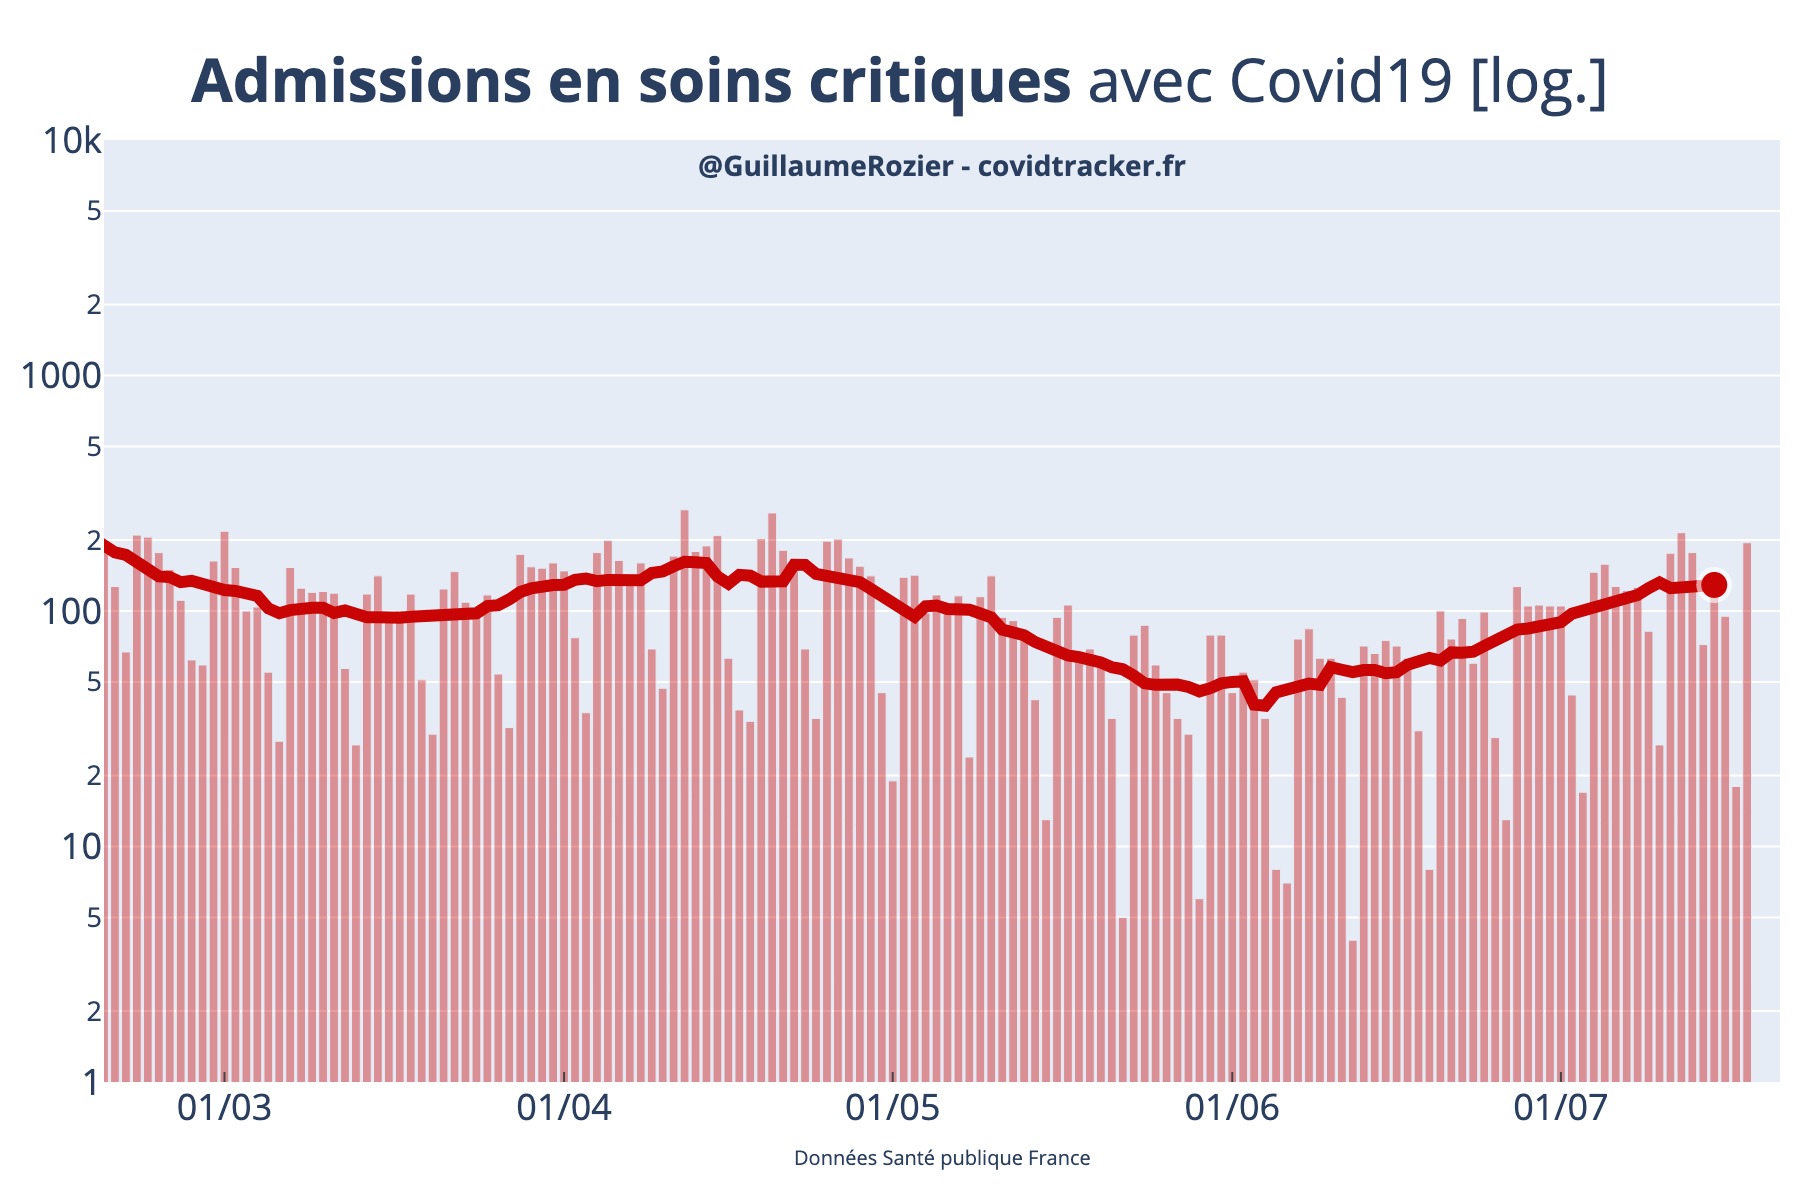 Admissions en soins critiques avec Covid19 [log.]
@GuillaumeRozier - covidtracker.fr
10k
5
2
1000
5
2
100
5
2
10
5
2
1
01/03 01/04 01/05 01/06 01/07
Données Santé publique France